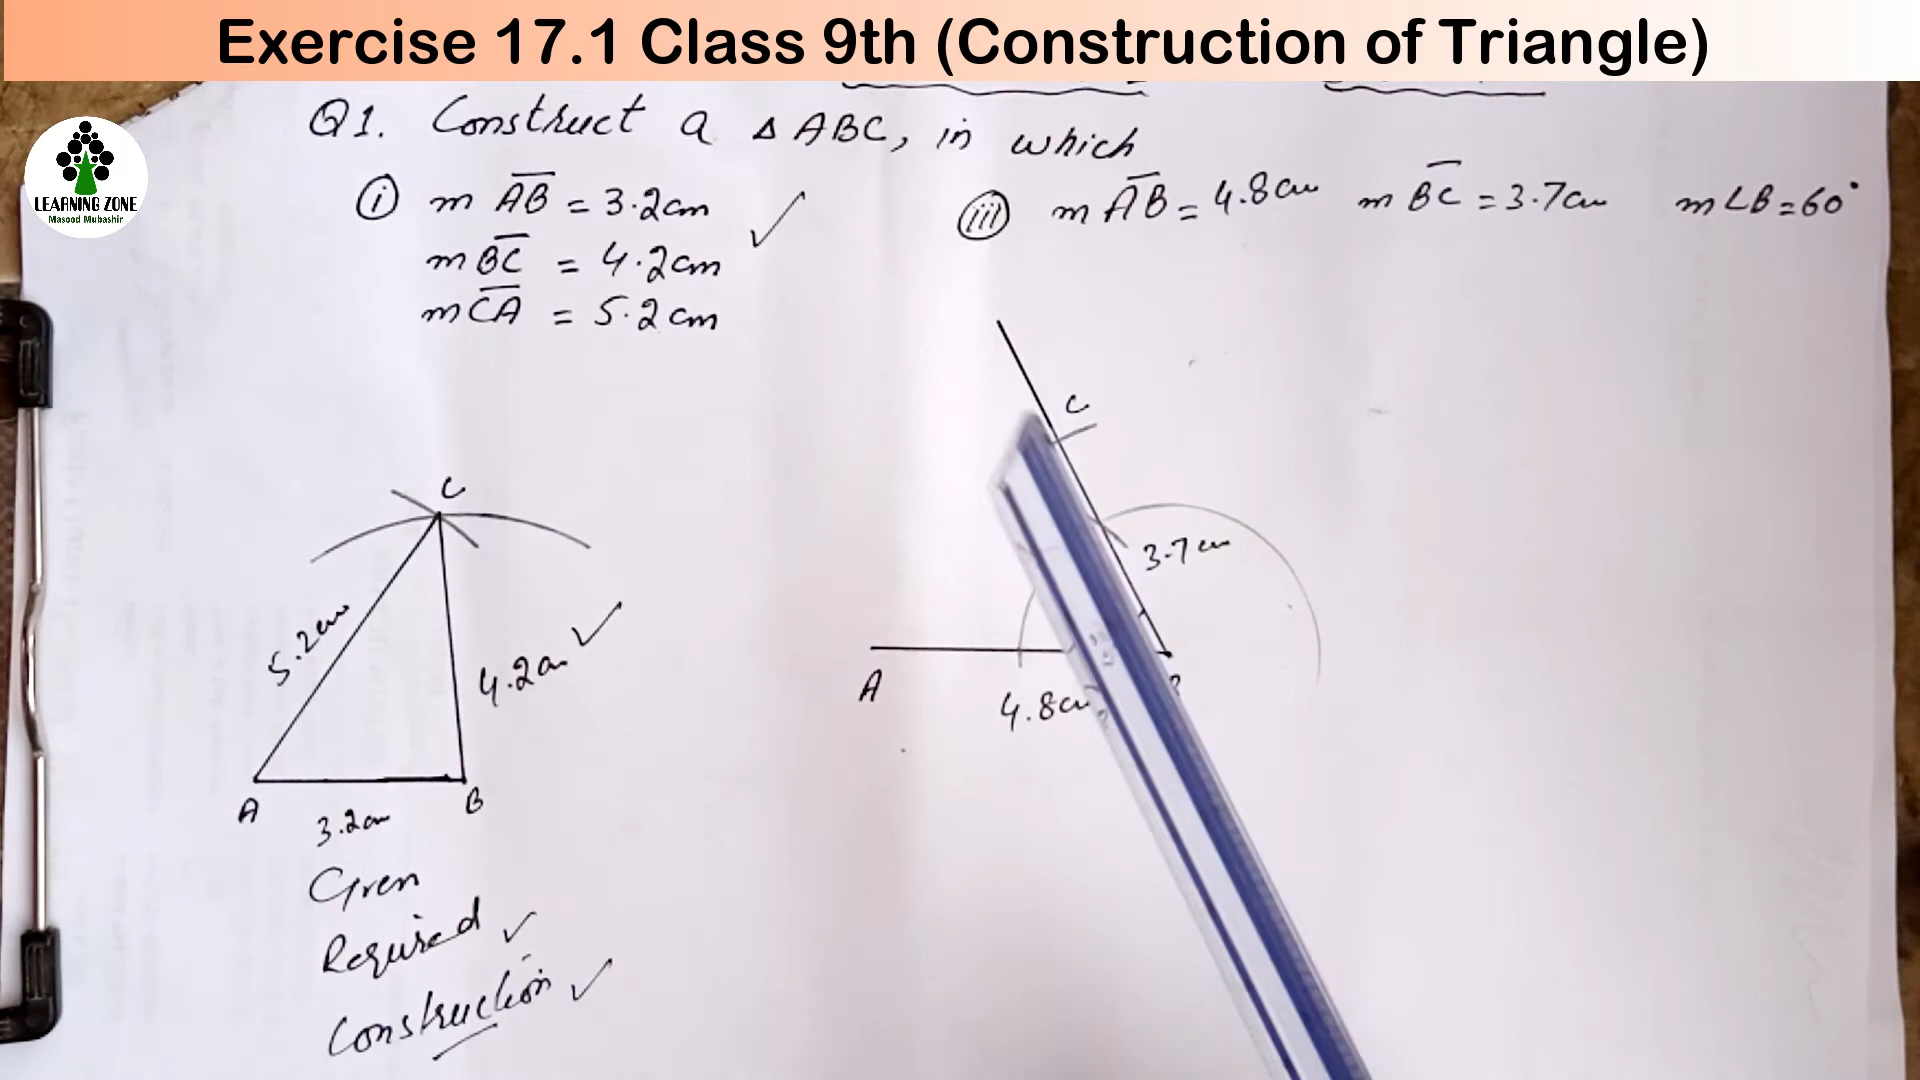 Exercise 17.1 Class 9th (Construction of Triangle)
LEARNING ZONE
Masood Mubashir
Q1. Construct a △ ABC, in which
(i) m AB = 3.2cm
m BC = 4.2cm
m CA = 5.2cm
(iii) m AB = 4.8cm m BC = 3.7cm m∠B = 60°
C
5.2cm
4.2cm
A
B
3.2cm
Required
Construction
C
3.7cm
A
4.8cm